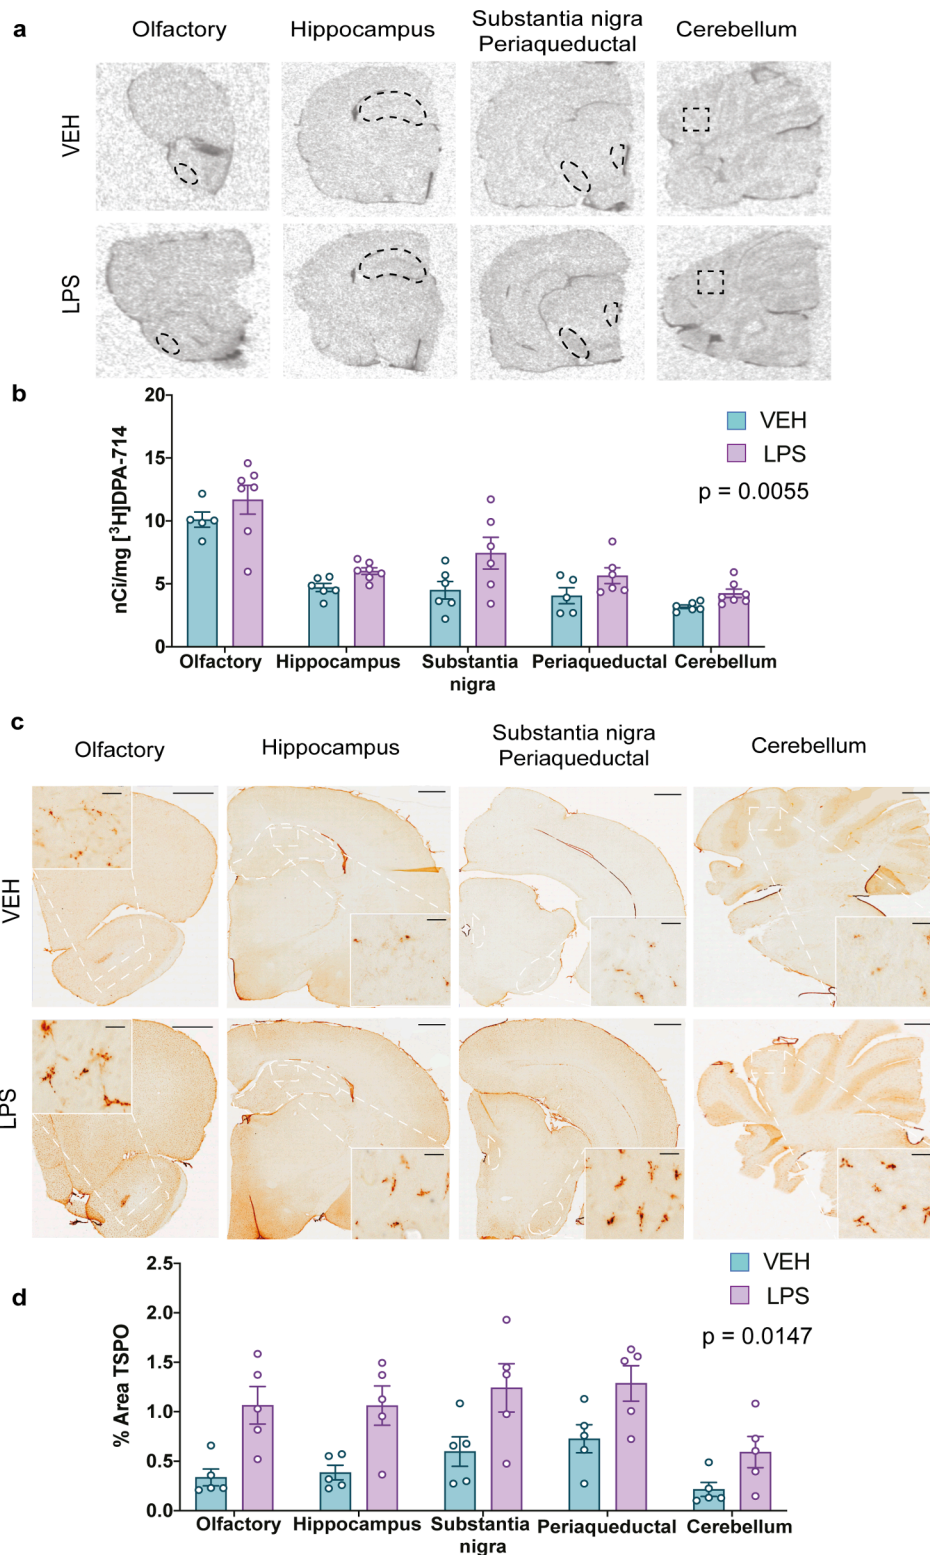 a
Olfactory
Hippocampus
Substantia nigra
Periaqueductal
Cerebellum
VEH
LPS
b
20
15
10
5
0
nCi/mg [³H]DPA-714
VEH
LPS
p = 0.0055
Olfactory
Hippocampus
Substantia
nigra
Periaqueductal
Cerebellum
c
Olfactory
Hippocampus
Substantia nigra
Periaqueductal
Cerebellum
VEH
LPS
d
2.5
2.0
1.5
1.0
0.5
0.0
% Area TSPO
VEH
LPS
p = 0.0147
Olfactory
Hippocampus
Substantia
nigra
Periaqueductal
Cerebellum